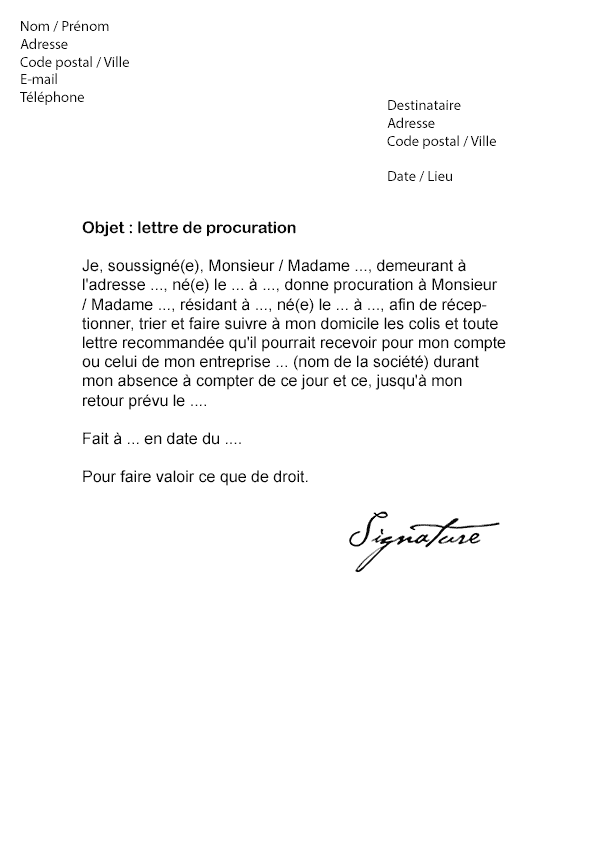 Nom / Prénom
Adresse
Code postal / Ville
E-mail
Téléphone
Destinataire
Adresse
Code postal / Ville
Date / Lieu
Objet : lettre de procuration
Je, soussigné(e), Monsieur / Madame ..., demeurant à
l'adresse ..., né(e) le ... à ..., donne procuration à Monsieur
/ Madame ..., résidant à ..., né(e) le ... à ..., afin de récep-
tionner, trier et faire suivre à mon domicile les colis et toute
lettre recommandée qu'il pourrait recevoir pour mon compte
ou celui de mon entreprise ... (nom de la société) durant
mon absence à compter de ce jour et ce, jusqu'à mon
retour prévu le ....
Fait à ... en date du ....
Pour faire valoir ce que de droit.
Signature